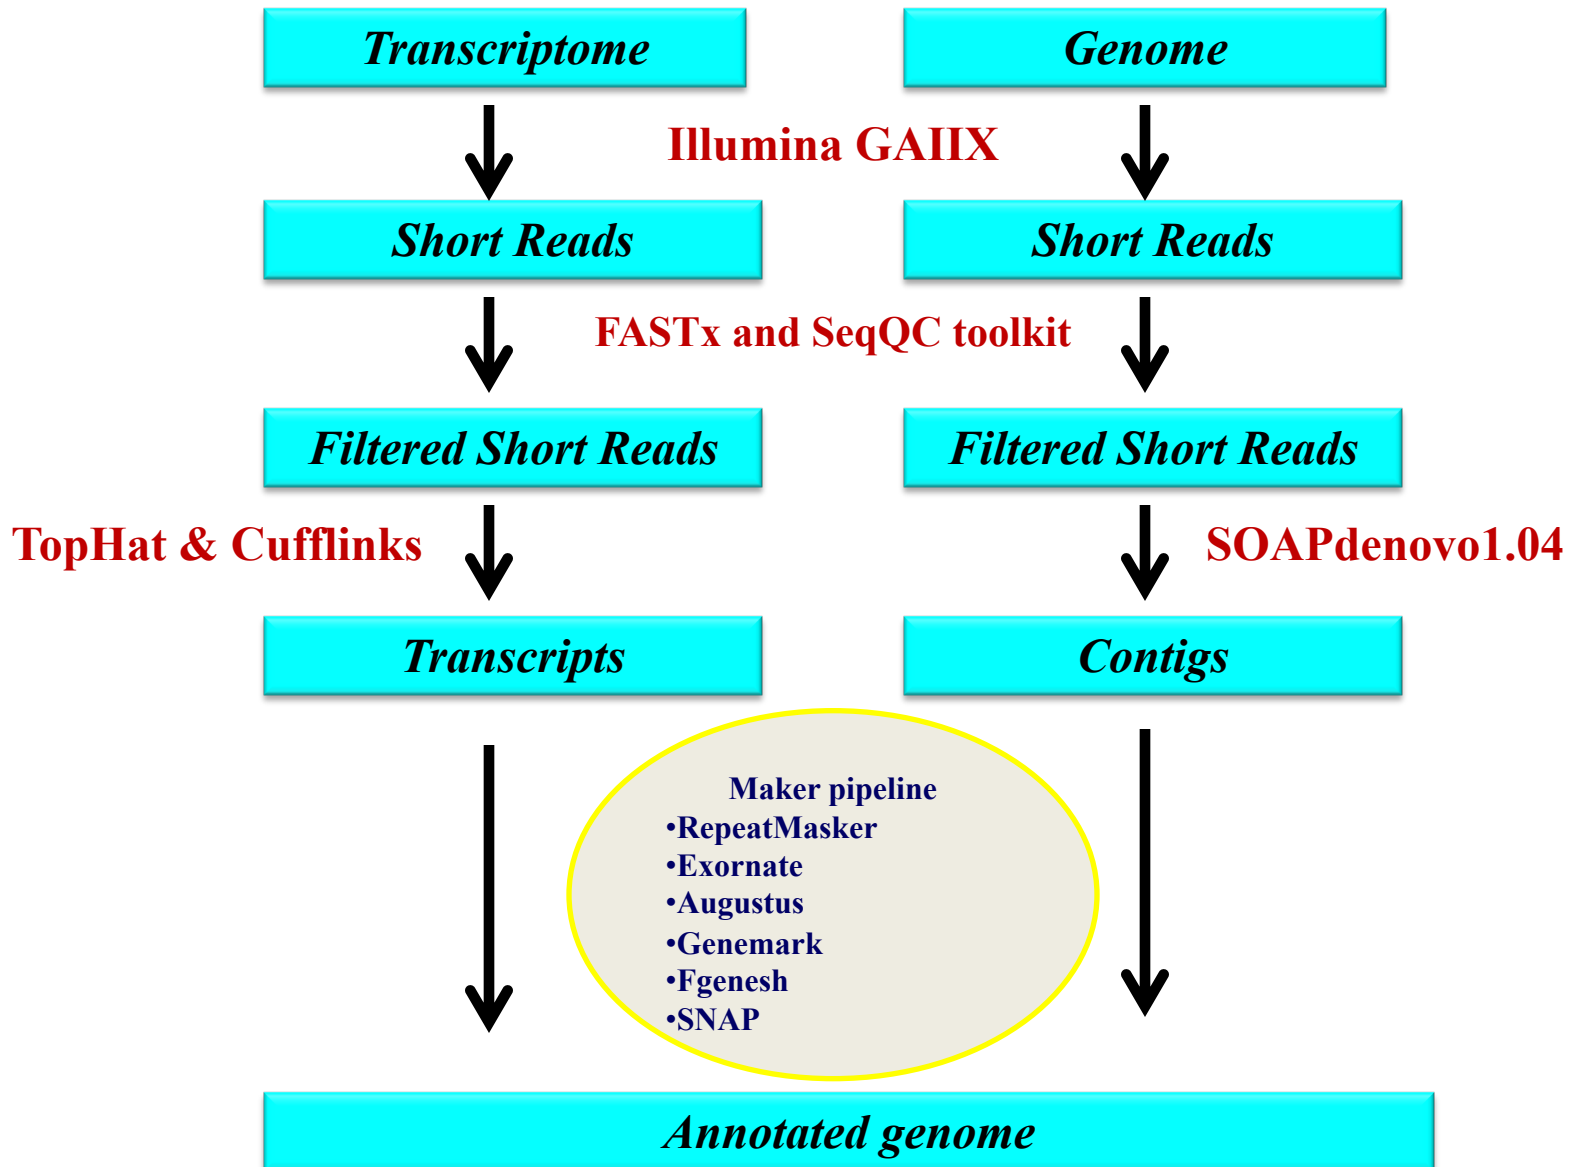 Transcriptome
Genome
Illumina GAIIX
Short Reads
Short Reads
FASTx and SeqQC toolkit
Filtered Short Reads
Filtered Short Reads
TopHat & Cufflinks
SOAPdenovo1.04
Transcripts
Contigs
Maker pipeline
•RepeatMasker
•Exornate
•Augustus
•Genemark
•Fgenesh
•SNAP
Annotated genome